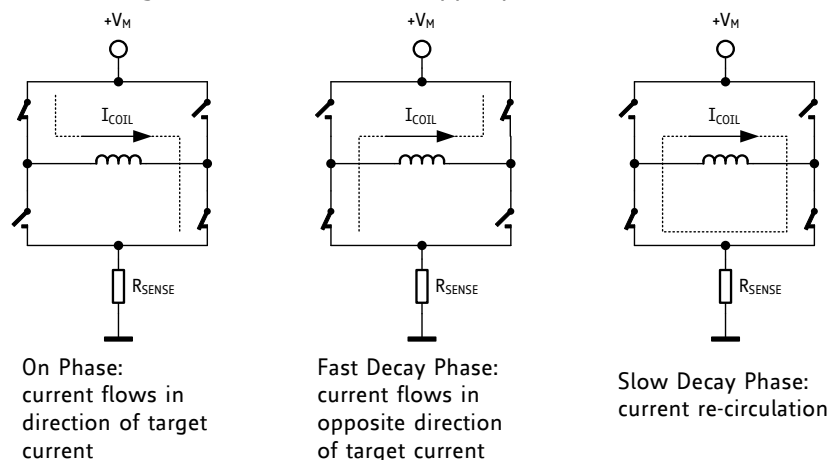 +VM
ICOIL
RSENSE
On Phase:
current flows in
direction of target
current
+VM
ICOIL
RSENSE
Fast Decay Phase:
current flows in
opposite direction
of target current
+VM
ICOIL
RSENSE
Slow Decay Phase:
current re-circulation